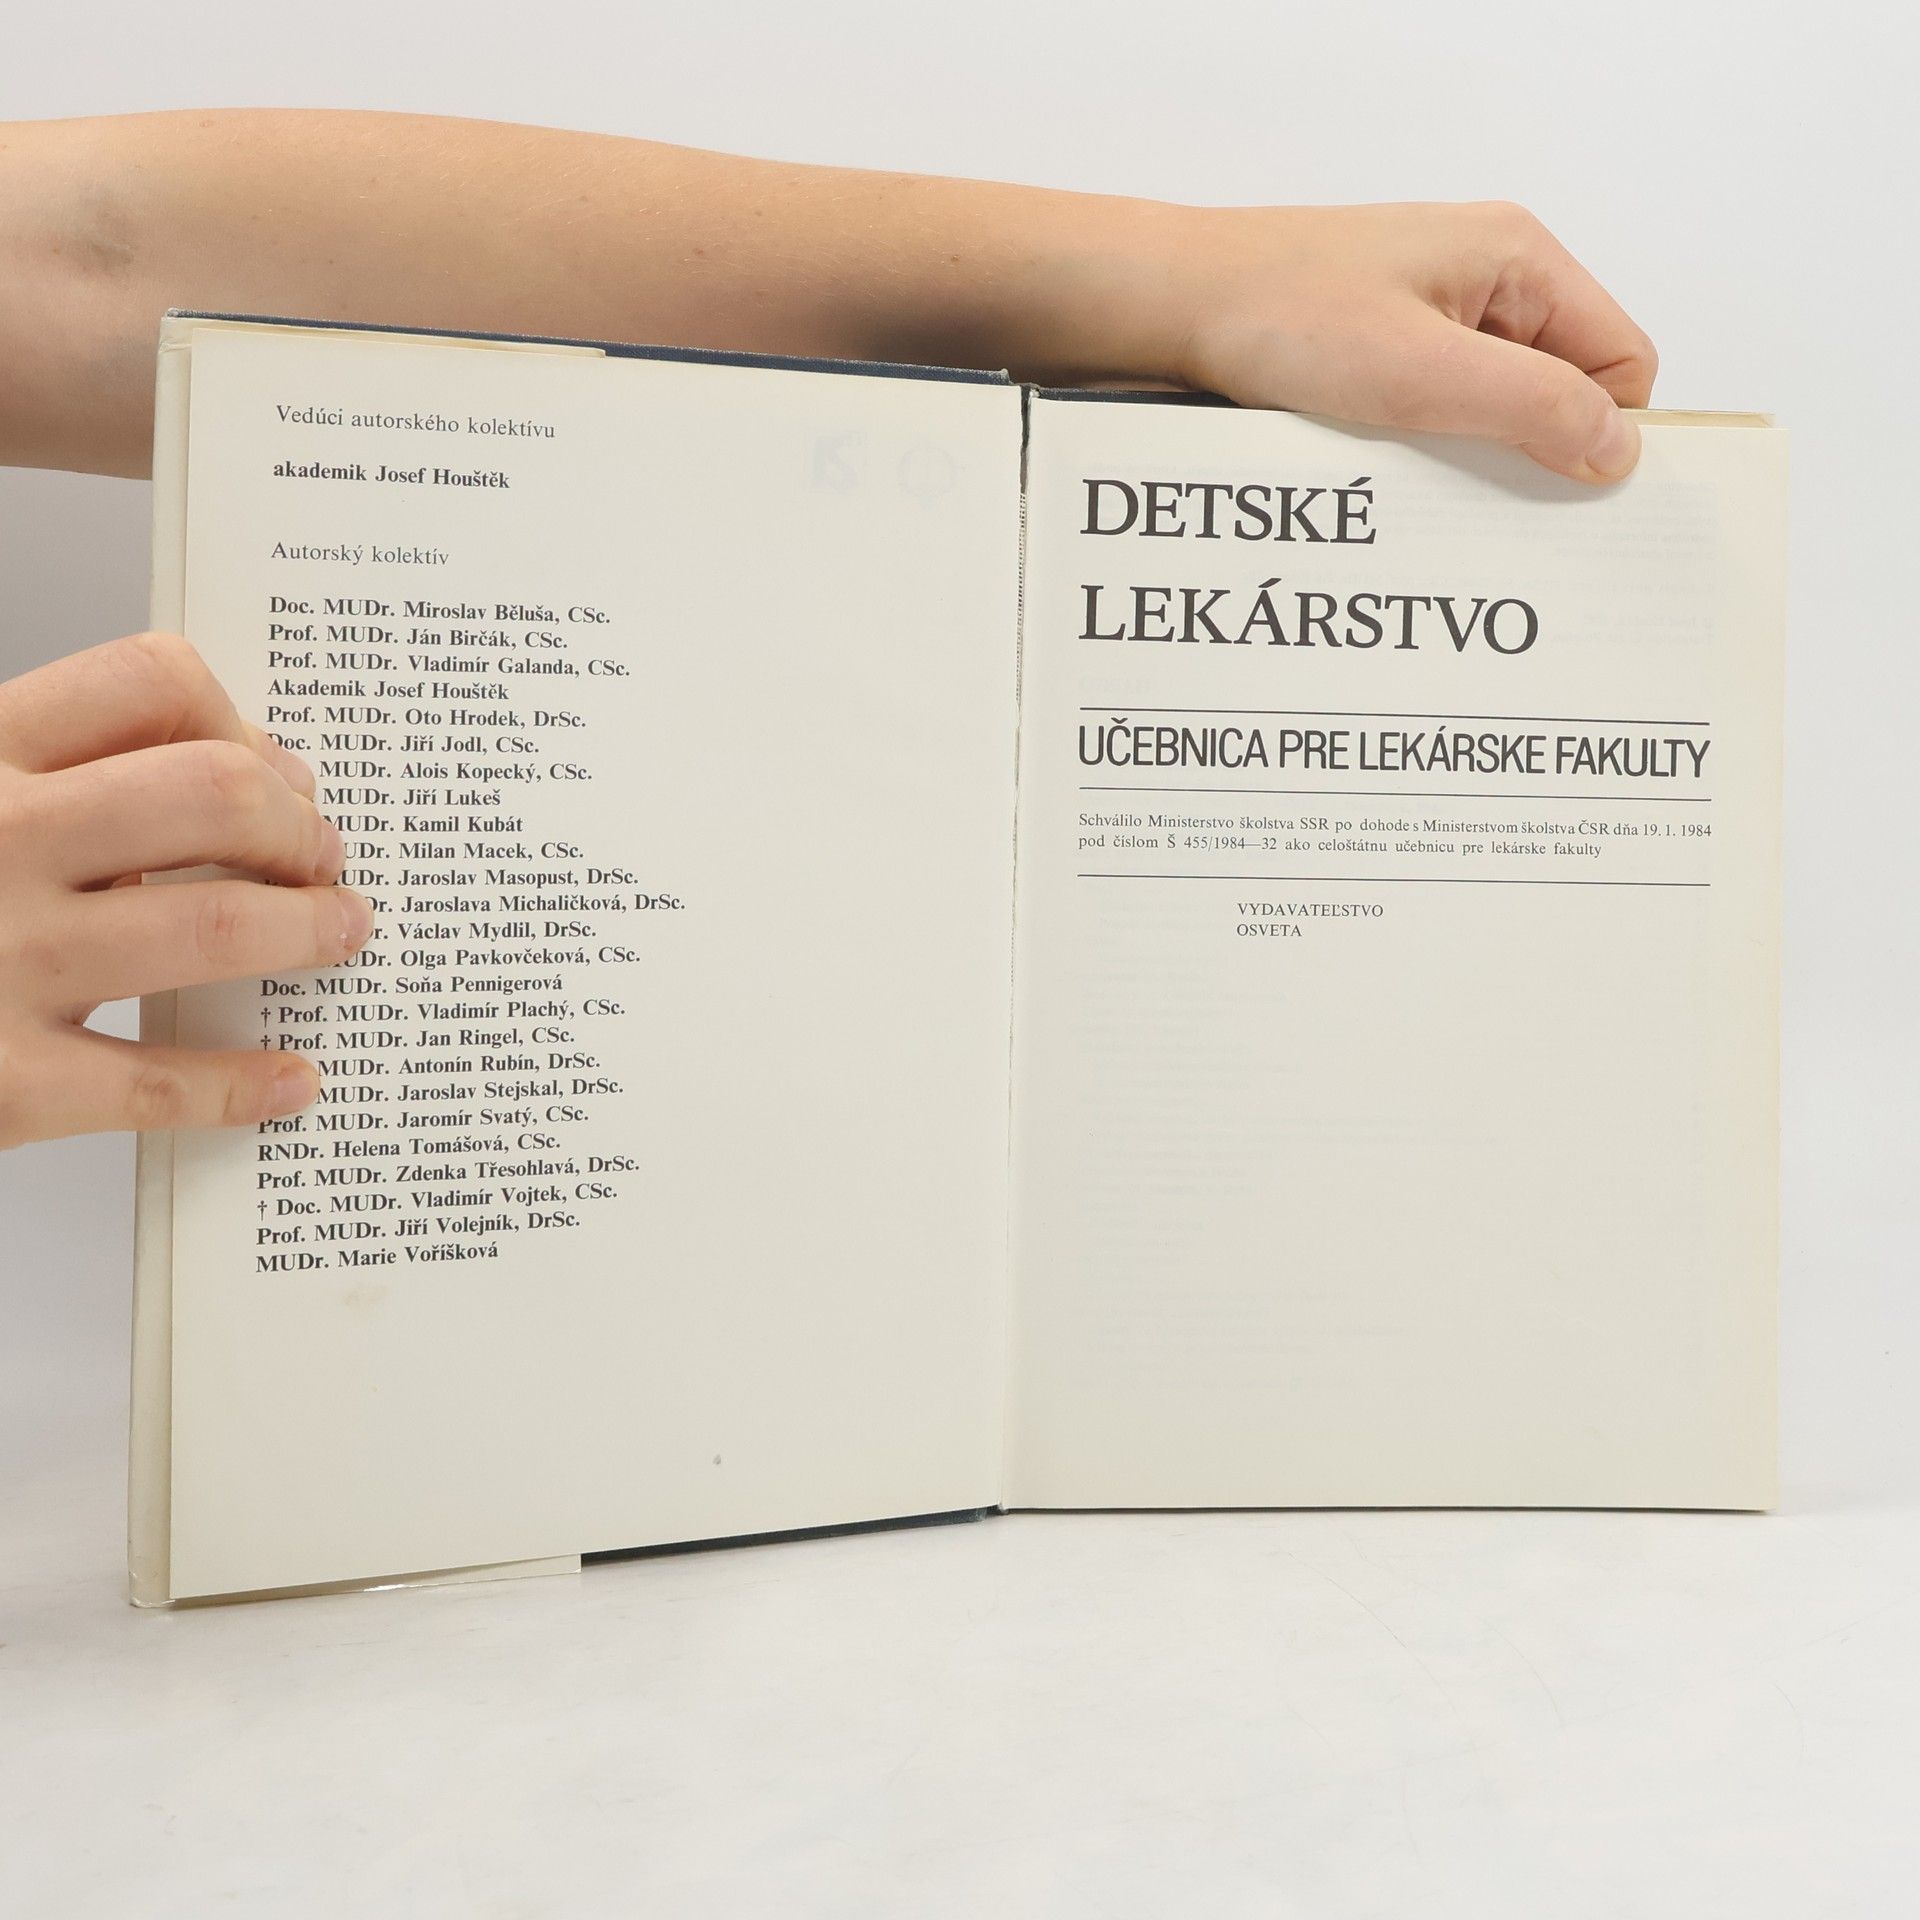 Vedúci autorského kolektívu
akademik Josef Houštěk
Autorský kolektív
Doc. MUDr. Miroslav Běluša, CSc.
Prof. MUDr. Ján Birčák, CSc.
Prof. MUDr. Vladimír Galanda, CSc.
Akademik Josef Houštěk
Prof. MUDr. Oto Hrodek, DrSc.
Doc. MUDr. Jiří Jodl, CSc.
MUDr. Alois Kopecký, CSc.
MUDr. Jiří Lukeš
MUDr. Kamil Kubát
UDr. Milan Macek, CSc.
UDr. Jaroslav Masopust, DrSc.
Dr. Jaroslava Michaličková, DrSc.
r. Václav Mydlil, DrSc.
UDr. Olga Pavkovčeková, CSc.
Doc. MUDr. Soňa Pennigerová
† Prof. MUDr. Vladimír Plachý, CSc.
† Prof. MUDr. Jan Ringel, CSc.
MUDr. Antonín Rubín, DrSc.
MUDr. Jaroslav Stejskal, DrSc.
Prof. MUDr. Jaromír Svatý, CSc.
RNDr. Helena Tomášová, CSc.
Prof. MUDr. Zdenka Třesohlavá, DrSc.
† Doc. MUDr. Vladimír Vojtek, CSc.
Prof. MUDr. Jiří Volejník, DrSc.
MUDr. Marie Voříšková
DETSKÉ
LEKÁRSTVO
UČEBNICA PRE LEKÁRSKE FAKULTY
Schválilo Ministerstvo školstva SSR po dohode s Ministerstvom školstva ČSR dňa 19. 1. 1984
pod číslom Š 455/1984—32 ako celoštátnu učebnicu pre lekárske fakulty
VYDAVATEĽSTVO
OSVETA